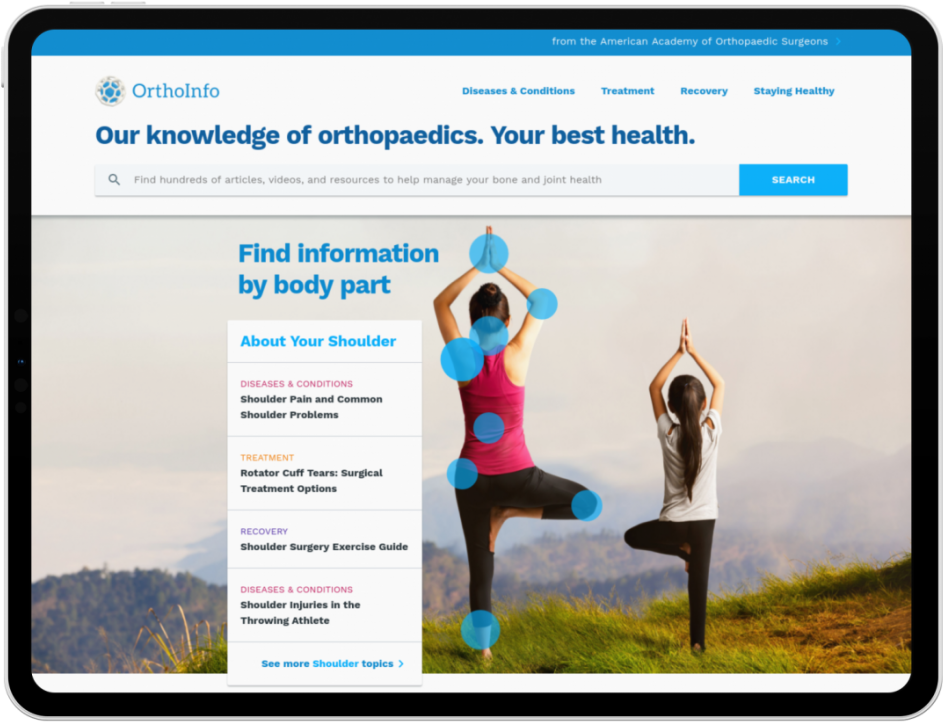 from the American Academy of Orthopaedic Surgeons
OrthoInfo
Diseases & Conditions Treatment Recovery Staying Healthy
Our knowledge of orthopaedics. Your best health.
Find hundreds of articles, videos, and resources to help manage your bone and joint health
SEARCH
Find information
by body part
About Your Shoulder
DISEASES & CONDITIONS
Shoulder Pain and Common
Shoulder Problems
TREATMENT
Rotator Cuff Tears: Surgical
Treatment Options
RECOVERY
Shoulder Surgery Exercise Guide
DISEASES & CONDITIONS
Shoulder Injuries in the
Throwing Athlete
See more Shoulder topics